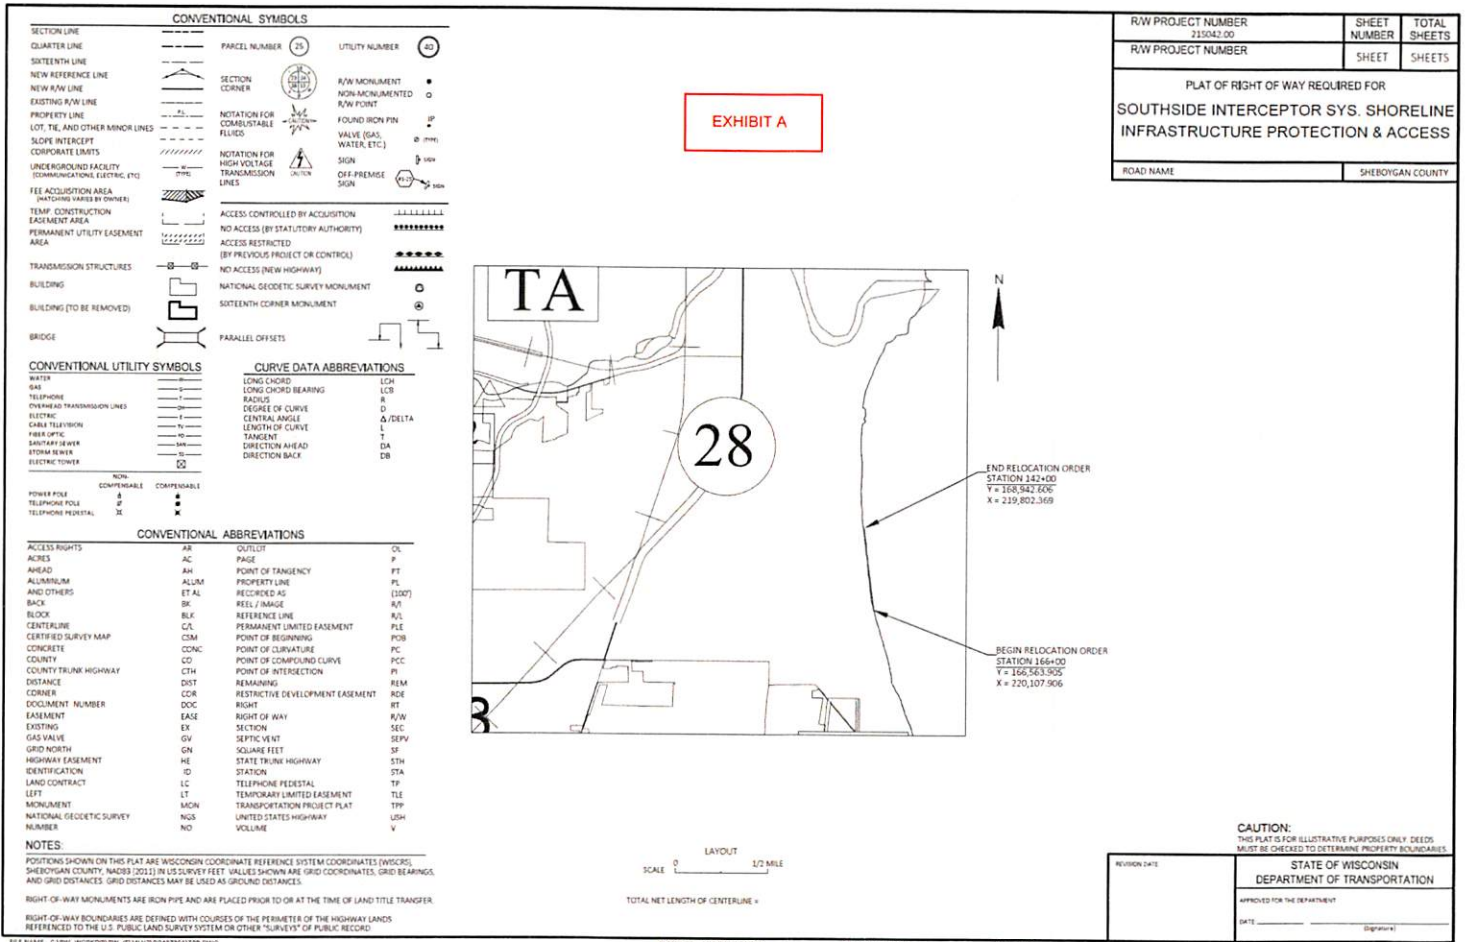 CONVENTIONAL SYMBOLS
SECTION LINE
QUARTER LINE
SIXTEENTH LINE
NEW REFERENCE LINE
NEW R/W LINE
EXISTING R/W LINE
PROPERTY LINE
LOT, TIE, AND OTHER MINOR LINES
SLOPE INTERCEPT
CORPORATE LIMITS
UNDERGROUND FACILITY
(COMMUNICATIONS, ELECTRIC, ETC)
FEE ACQUISITION AREA
(HATCHING VARIES BY OWNER)
TEMP. CONSTRUCTION
EASEMENT AREA
PERMANENT UTILITY EASEMENT
AREA
TRANSMISSION STRUCTURES
BUILDING
BUILDING (TO BE REMOVED)
BRIDGE
PARCEL NUMBER 25
UTILITY NUMBER 40
SECTION
CORNER
NOTATION FOR
COMBUSTABLE
FLUIDS
CAUTION
NOTATION FOR
HIGH VOLTAGE
TRANSMISSION
LINES
CAUTION
R/W MONUMENT
NON-MONUMENTED
R/W POINT
FOUND IRON PIN IP
VALVE (GAS,
WATER, ETC.) (TYPE)
SIGN SIGN
OFF-PREMISE
SIGN SIGN
ACCESS CONTROLLED BY ACQUISITION
NO ACCESS (BY STATUTORY AUTHORITY)
ACCESS RESTRICTED
(BY PREVIOUS PROJECT OR CONTROL)
NO ACCESS (NEW HIGHWAY)
NATIONAL GEODETIC SURVEY MONUMENT
SIXTEENTH CORNER MONUMENT
PARALLEL OFFSETS
CONVENTIONAL UTILITY SYMBOLS
WATER
GAS
TELEPHONE
OVERHEAD TRANSMISSION LINES
ELECTRIC
CABLE TELEVISION
FIBER OPTIC
SANITARY SEWER
STORM SEWER
ELECTRIC TOWER
NON-
COMPENSABLE COMPENSABLE
POWER POLE
TELEPHONE POLE
TELEPHONE PEDESTAL
CURVE DATA ABBREVIATIONS
LONG CHORD LCH
LONG CHORD BEARING LCB
RADIUS R
DEGREE OF CURVE D
CENTRAL ANGLE Δ/DELTA
LENGTH OF CURVE L
TANGENT T
DIRECTION AHEAD DA
DIRECTION BACK DB
CONVENTIONAL ABBREVIATIONS
ACCESS RIGHTS AR OUTLOT OL
ACRES AC PAGE P
AHEAD AH POINT OF TANGENCY PT
ALUMINUM ALUM PROPERTY LINE PL
AND OTHERS ET AL RECORDED AS (100')
BACK BK REEL / IMAGE R/I
BLOCK BLK REFERENCE LINE R/L
CENTERLINE C/L PERMANENT LIMITED EASEMENT PLE
CERTIFIED SURVEY MAP CSM POINT OF BEGINNING POB
CONCRETE CONC POINT OF CURVATURE PC
COUNTY CO POINT OF COMPOUND CURVE PCC
COUNTY TRUNK HIGHWAY CTH POINT OF INTERSECTION PI
DISTANCE DIST REMAINING REM
CORNER COR RESTRICTIVE DEVELOPMENT EASEMENT RDE
DOCUMENT NUMBER DOC RIGHT RT
EASEMENT EASE RIGHT OF WAY R/W
EXISTING EX SECTION SEC
GAS VALVE GV SEPTIC VENT SEPV
GRID NORTH GN SQUARE FEET SF
HIGHWAY EASEMENT HE STATE TRUNK HIGHWAY STH
IDENTIFICATION ID STATION STA
LAND CONTRACT LC TELEPHONE PEDESTAL TP
LEFT LT TEMPORARY LIMITED EASEMENT TLE
MONUMENT MON TRANSPORTATION PROJECT PLAT TPP
NATIONAL GEODETIC SURVEY NGS UNITED STATES HIGHWAY USH
NUMBER NO VOLUME V
NOTES:
POSITIONS SHOWN ON THIS PLAT ARE WISCONSIN COORDINATE REFERENCE SYSTEM COORDINATES (WISCRS),
SHEBOYGAN COUNTY, NAD83 (2011) IN US SURVEY FEET. VALUES SHOWN ARE GRID COORDINATES, GRID BEARINGS,
AND GRID DISTANCES. GRID DISTANCES MAY BE USED AS GROUND DISTANCES.
RIGHT-OF-WAY MONUMENTS ARE IRON PIPE AND ARE PLACED PRIOR TO OR AT THE TIME OF LAND TITLE TRANSFER.
RIGHT-OF-WAY BOUNDARIES ARE DEFINED WITH COURSES OF THE PERIMETER OF THE HIGHWAY LANDS
REFERENCED TO THE U.S. PUBLIC LAND SURVEY SYSTEM OR OTHER "SURVEYS" OF PUBLIC RECORD
EXHIBIT A
TA
28
N
END RELOCATION ORDER
STATION 142+00
Y = 168,942.606
X = 219,802.369
BEGIN RELOCATION ORDER
STATION 166+00
Y = 166,563.905
X = 220,107.906
LAYOUT
SCALE 0 1/2 MILE
TOTAL NET LENGTH OF CENTERLINE =
R/W PROJECT NUMBER
215042.00
SHEET
NUMBER
TOTAL
SHEETS
R/W PROJECT NUMBER
SHEET SHEETS
PLAT OF RIGHT OF WAY REQUIRED FOR
SOUTHSIDE INTERCEPTOR SYS. SHORELINE
INFRASTRUCTURE PROTECTION & ACCESS
ROAD NAME SHEBOYGAN COUNTY
CAUTION:
THIS PLAT IS FOR ILLUSTRATIVE PURPOSES ONLY. DEEDS
MUST BE CHECKED TO DETERMINE PROPERTY BOUNDARIES.
REVISION DATE
STATE OF WISCONSIN
DEPARTMENT OF TRANSPORTATION
APPROVED FOR THE DEPARTMENT
DATE:
(Signature)